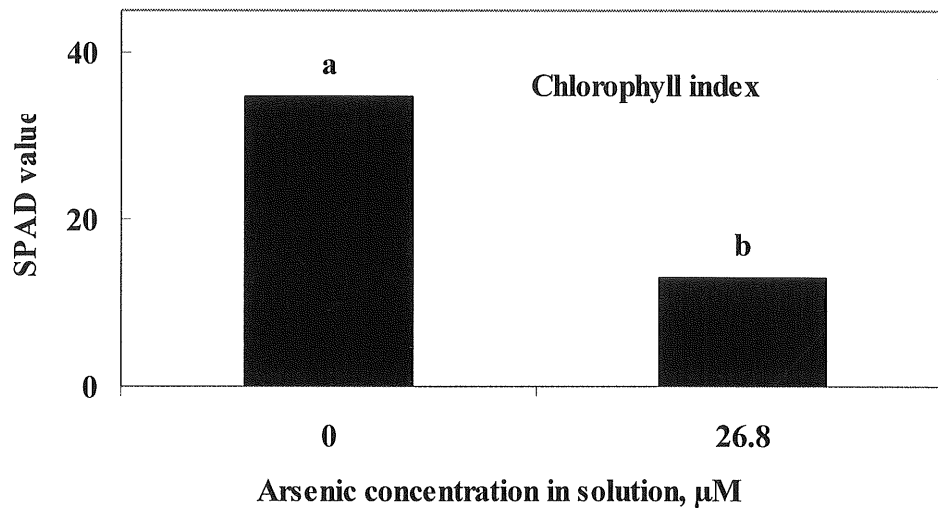 40
a
Chlorophyll index
SPAD value
20
b
0
0
26.8
Arsenic concentration in solution, μM